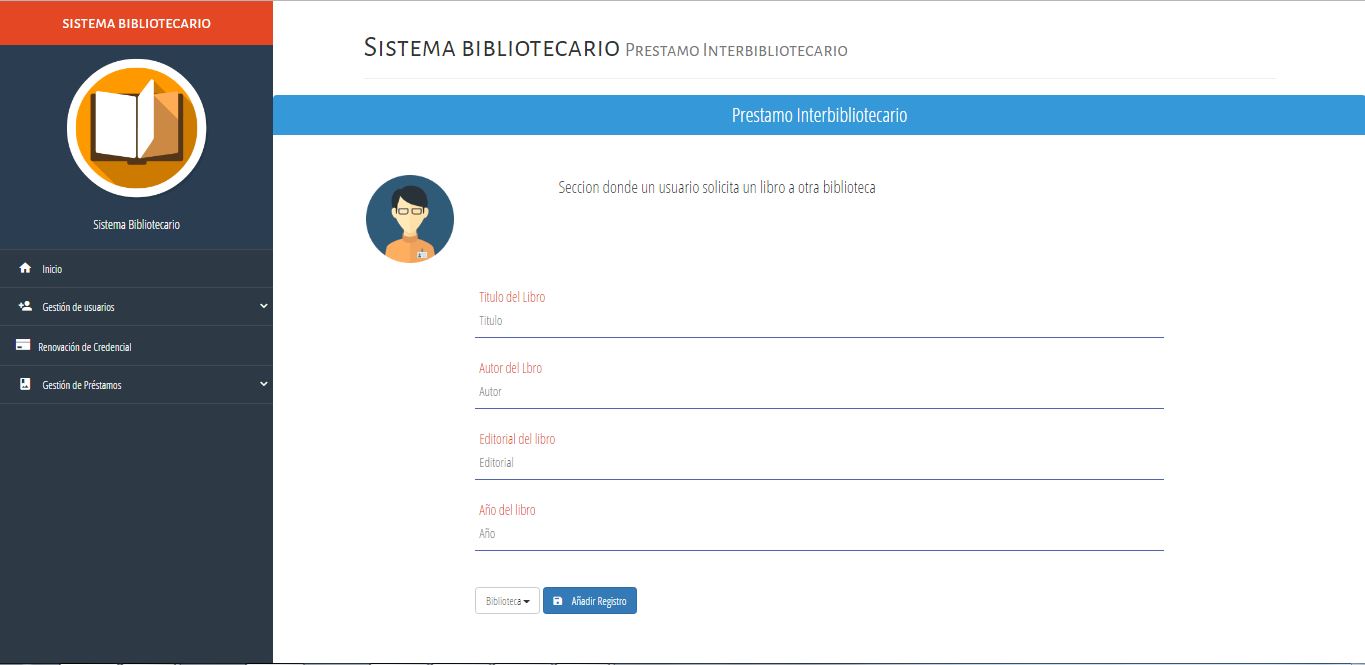 SISTEMA BIBLIOTECARIO
Sistema Bibliotecario
Inicio
Gestión de usuarios
Renovación de Credencial
Gestión de Préstamos
SISTEMA BIBLIOTECARIO PRESTAMO INTERBIBLIOTECARIO
Prestamo Interbibliotecario
Seccion donde un usuario solicita un libro a otra biblioteca
Titulo del Libro
Titulo
Autor del Lbro
Autor
Editorial del libro
Editorial
Año del libro
Año
Biblioteca
Añadir Registro